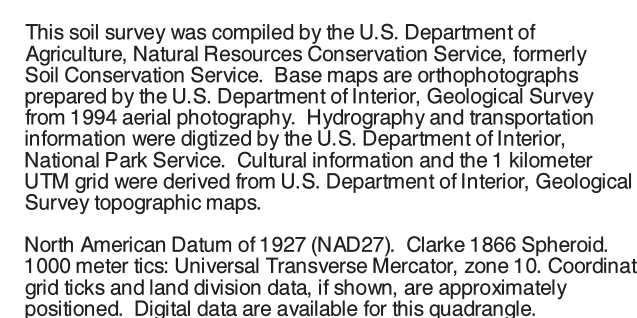 This soil survey was compiled by the U.S. Department of
Agriculture, Natural Resources Conservation Service, formerly
Soil Conservation Service.  Base maps are orthophotographs
prepared by the U.S. Department of Interior, Geological Survey
from 1994 aerial photography.  Hydrography and transportation
information were digtized by the U.S. Department of Interior,
National Park Service.  Cultural information and the 1 kilometer
UTM grid were derived from U.S. Department of Interior, Geological
Survey topographic maps.

North American Datum of 1927 (NAD27).  Clarke 1866 Spheroid.
1000 meter tics: Universal Transverse Mercator, zone 10. Coordinat
grid ticks and land division data, if shown, are approximately
positioned.  Digital data are available for this quadrangle.